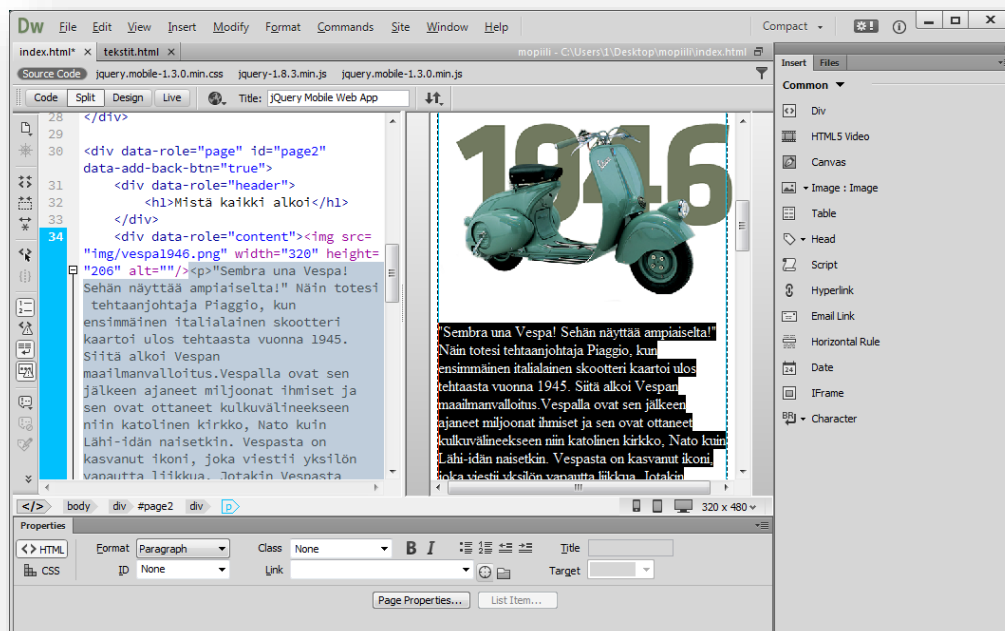 Dw File Edit View Insert Modify Format Commands Site Window Help Compact
index.html* × tekstit.html × mopiili - C:\Users\1\Desktop\mopiili\index.html
Source Code jquery.mobile-1.3.0.min.css jquery-1.8.3.min.js jquery.mobile-1.3.0.min.js
Code Split Design Live Title: jQuery Mobile Web App
28 </div>
29
30 <div data-role="page" id="page2"
data-add-back-btn="true">
31 <div data-role="header">
32 <h1>Mistä kaikki alkoi</h1>
33 </div>
34 <div data-role="content"><img src=
"img/vespa1946.png" width="320" height=
"206" alt=""/><p>"Sembra una Vespa!
Sehän näyttää ampiaiselta!" Näin totesi
tehtaanjohtaja Piaggio, kun
ensimmäinen italialainen skootteri
kaartoi ulos tehtaasta vuonna 1945.
Siitä alkoi Vespan
maailmanvalloitus.Vespalla ovat sen
jälkeen ajaneet miljoonat ihmiset ja
sen ovat ottaneet kulkuvälineekseen
niin katolinen kirkko, Nato kuin
Lähi-idän naisetkin. Vespasta on
kasvanut ikoni, joka viestii yksilön
vapautta liikkua. Jotakin Vespasta
1946
"Sembra una Vespa! Sehän näyttää ampiaiselta!"
Näin totesi tehtaanjohtaja Piaggio, kun
ensimmäinen italialainen skootteri kaartoi ulos
tehtaasta vuonna 1945. Siitä alkoi Vespan
maailmanvalloitus.Vespalla ovat sen jälkeen
ajaneet miljoonat ihmiset ja sen ovat ottaneet
kulkuvälineekseen niin katolinen kirkko, Nato kuin
Lähi-idän naisetkin. Vespasta on kasvanut ikoni,
joka viestii yksilön vapautta liikkua. Jotakin
</> body div #page2 div p 320 x 480
Properties
<> HTML Format Paragraph Class None B I Title
CSS ID None Link Target
Page Properties... List Item...
Insert Files
Common
Div
HTML5 Video
Canvas
Image : Image
Table
Head
Script
Hyperlink
Email Link
Horizontal Rule
Date
IFrame
BRJ Character